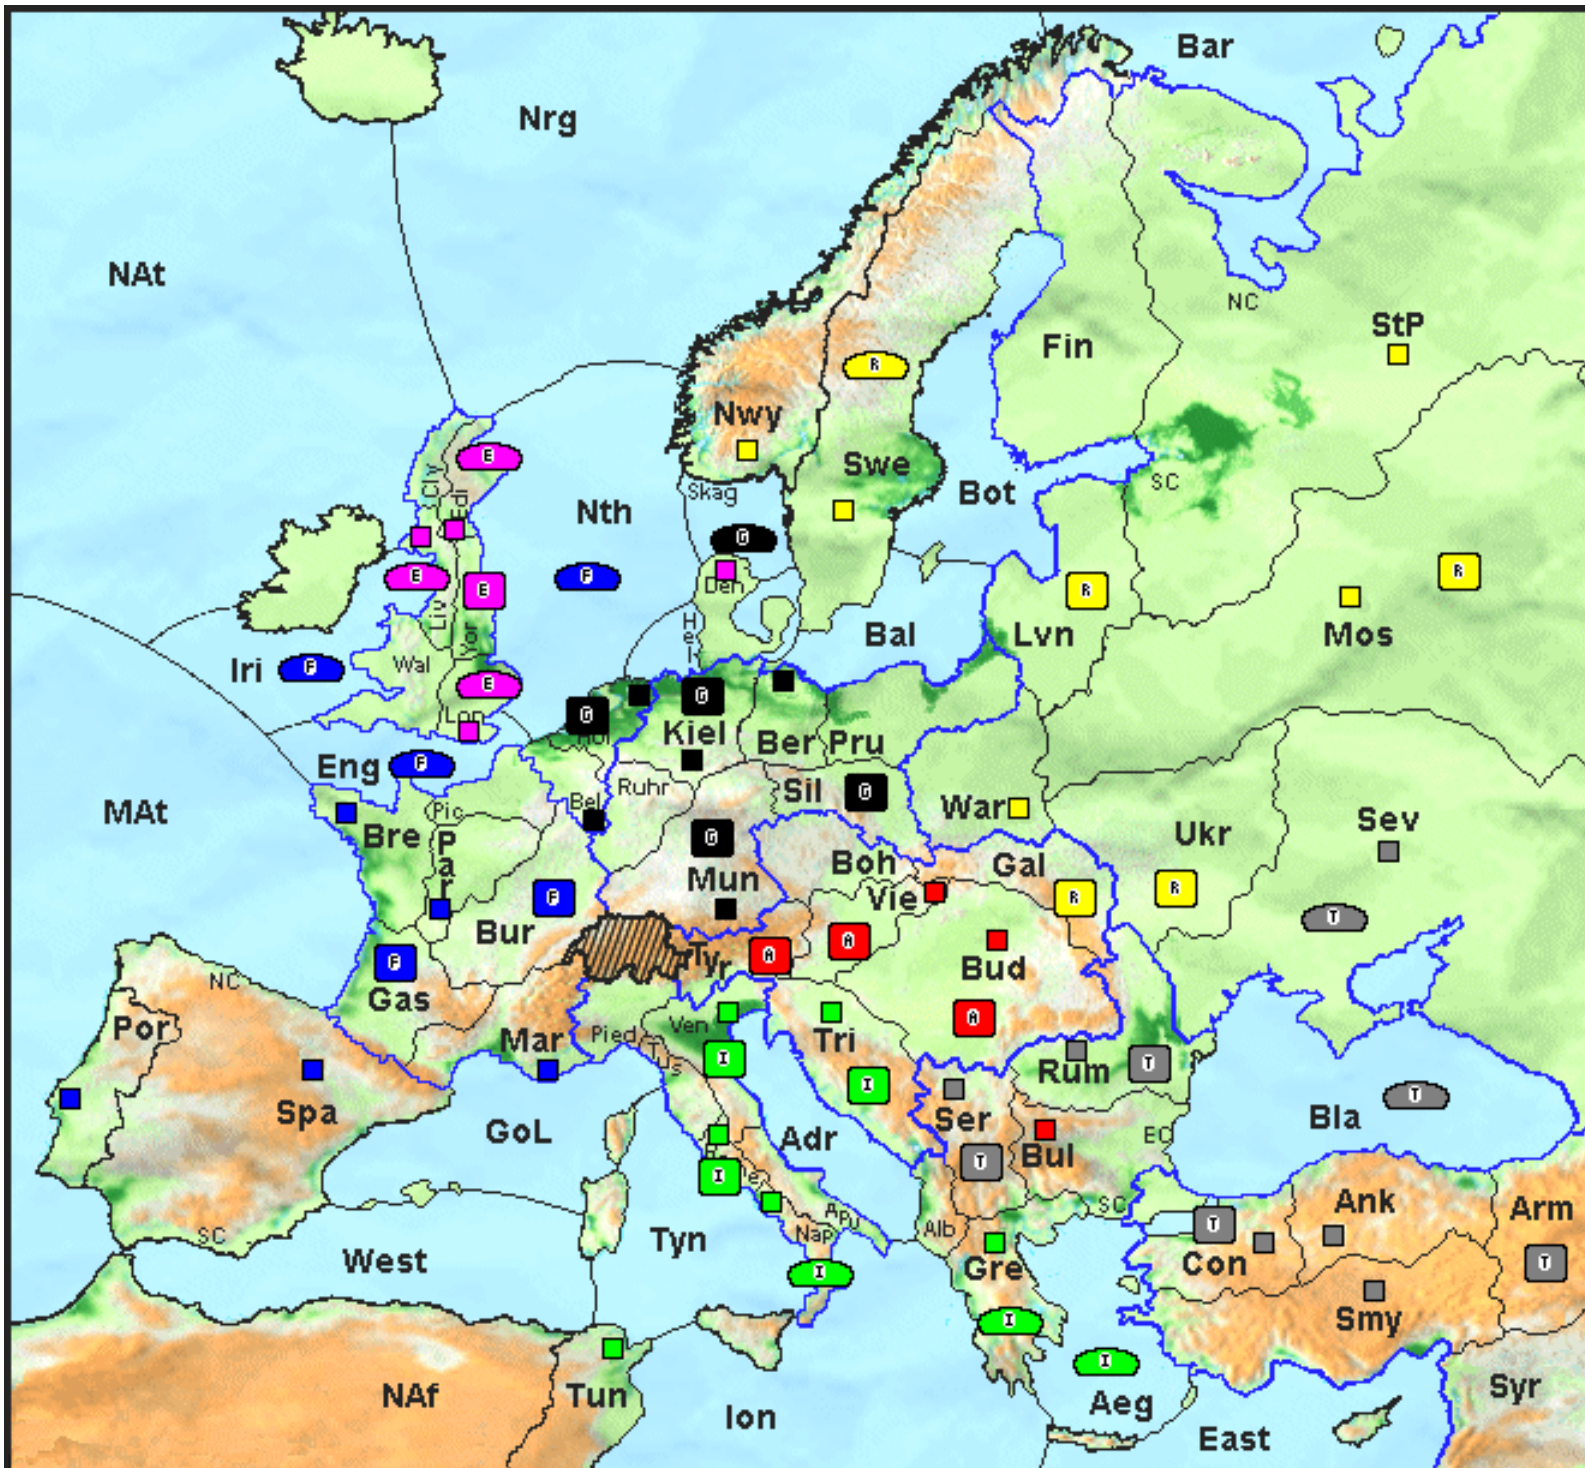 Bar
Nrg
NAt
NC
StP
Fin
Nwy
R
Swe
E
Cly
Edl
Skag
Bot
SC
Nth
G
Den
F
E
E
R
R
Liv
Yor
Hel
Bal
Lvn
Mos
Iri
F
Wal
E
Lon
G
Hol
G
Kiel
Ber
Pru
Eng
F
Ruhr
Sil
G
War
MAt
Pic
Bel
Bre
Par
G
Mun
Boh
Gal
Ukr
Sev
Vie
F
R
R
T
Bur
F
Gas
Tyr
A
A
Bud
NC
Por
Mar
Pied
Ven
Tus
Tri
A
I
I
Rum
T
Spa
GoL
Adr
Ser
T
Bul
EC
Bla
T
I
SC
SC
West
Tyn
Apu
Nap
Alb
Gre
T
Con
Ank
Arm
T
Smy
I
I
I
NAf
Tun
Ion
Aeg
East
Syr